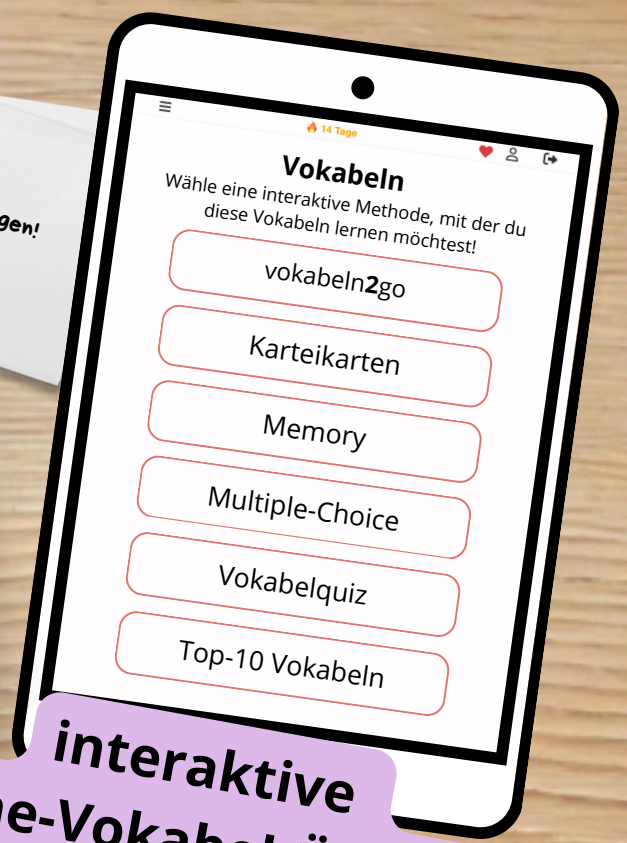 🔥 14 Tage
Vokabeln
Wähle eine interaktive Methode, mit der du
diese Vokabeln lernen möchtest!
vokabeln2go
Karteikarten
Memory
Multiple-Choice
Vokabelquiz
Top-10 Vokabeln
interaktive